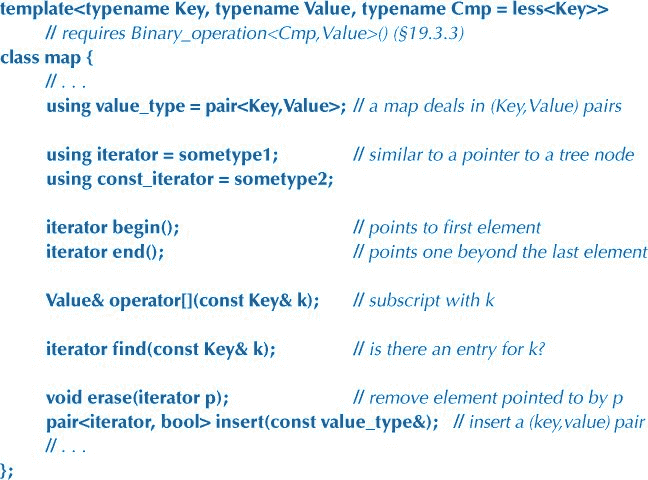 template<typename Key, typename Value, typename Cmp = less<Key>>
// requires Binary_operation<Cmp,Value>() (§19.3.3)
class map {
// . . .
using value_type = pair<Key,Value>; // a map deals in (Key,Value) pairs
using iterator = sometype1; // similar to a pointer to a tree node
using const_iterator = sometype2;
iterator begin(); // points to first element
iterator end(); // points one beyond the last element
Value& operator[](const Key& k); // subscript with k
iterator find(const Key& k); // is there an entry for k?
void erase(iterator p); // remove element pointed to by p
pair<iterator, bool> insert(const value_type&); // insert a (key,value) pair
// . . .
};